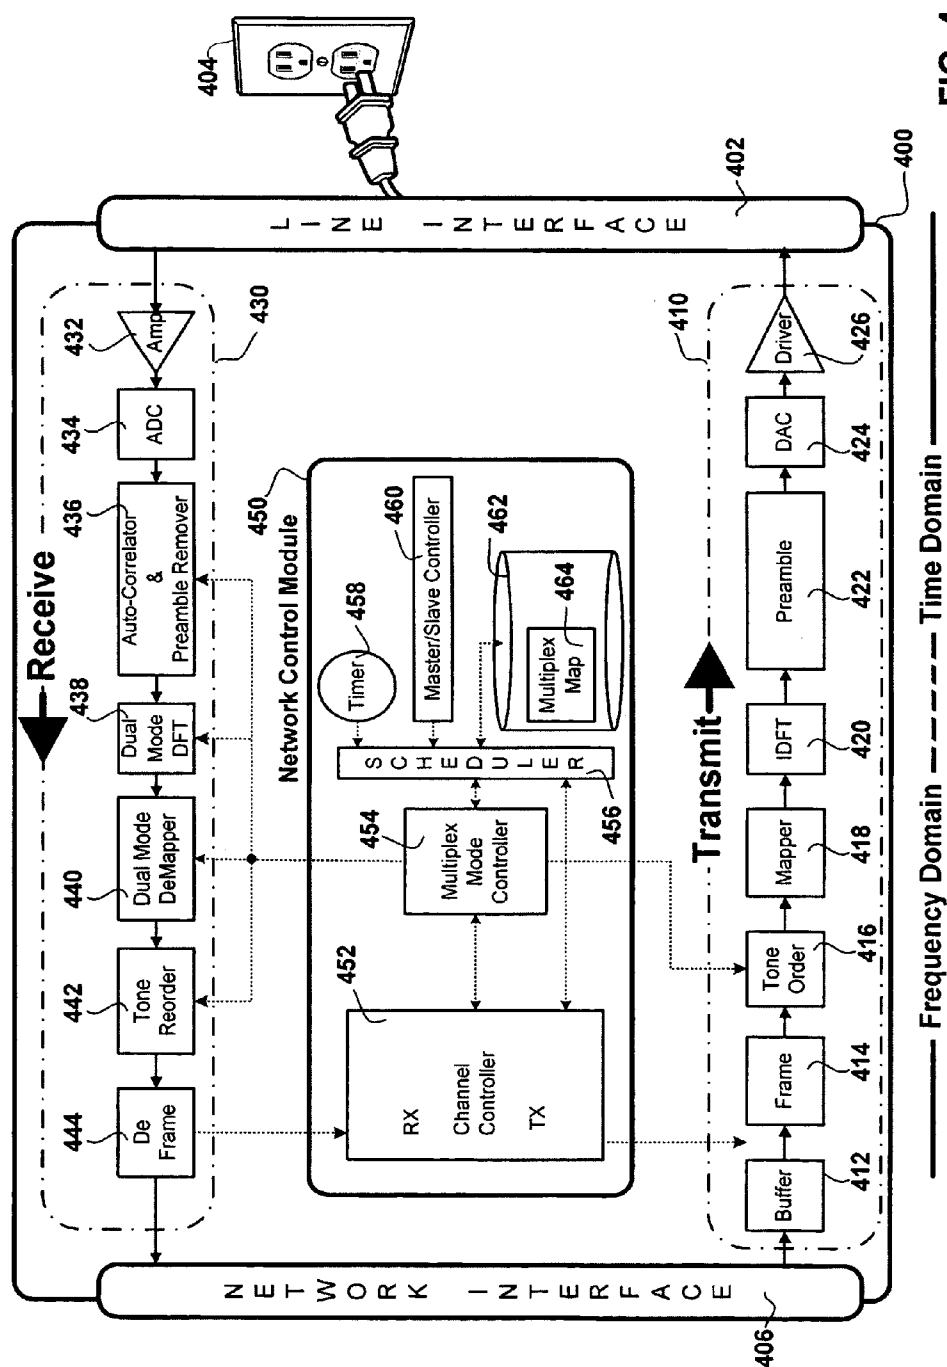 Receive
432
434
436
438
440
442
444
430
Amp
ADC
Auto-Correlator
&
Preamble Remover
Dual
Mode
DFT
Dual Mode
DeMapper
Tone
Reorder
De
Frame
404
LINE INTERFACE
402
400
NETWORK INTERFACE
406
Network Control Module
450
452
RX
Channel
Controller
TX
454
Multiplex
Mode
Controller
SCHEDULER
456
Timer
458
Master/Slave Controller
460
462
Multiplex
Map
464
Transmit
410
Buffer
412
Frame
414
Tone
Order
416
Mapper
418
IDFT
420
Preamble
422
DAC
424
Driver
426
Frequency Domain
Time Domain
FIG.